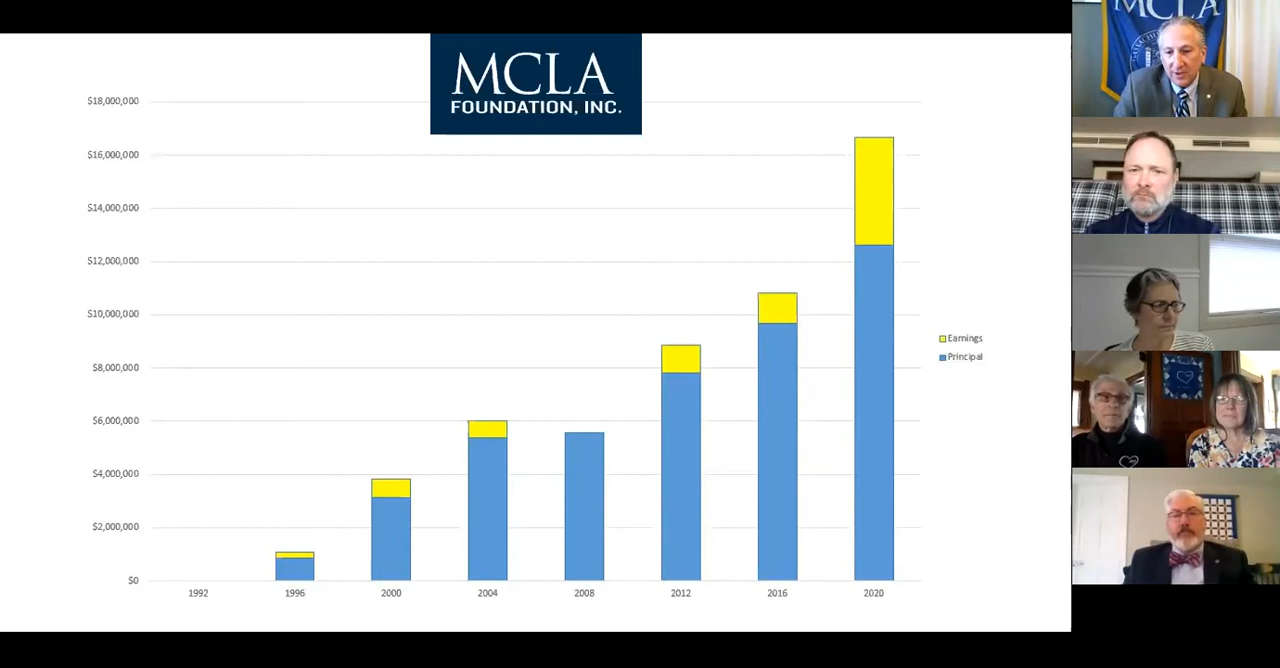 MCLA
FOUNDATION, INC.
$18,000,000
$16,000,000
$14,000,000
$12,000,000
$10,000,000
$8,000,000
$6,000,000
$4,000,000
$2,000,000
$0
1992 1996 2000 2004 2008 2012 2016 2020
Earnings
Principal
MCLA